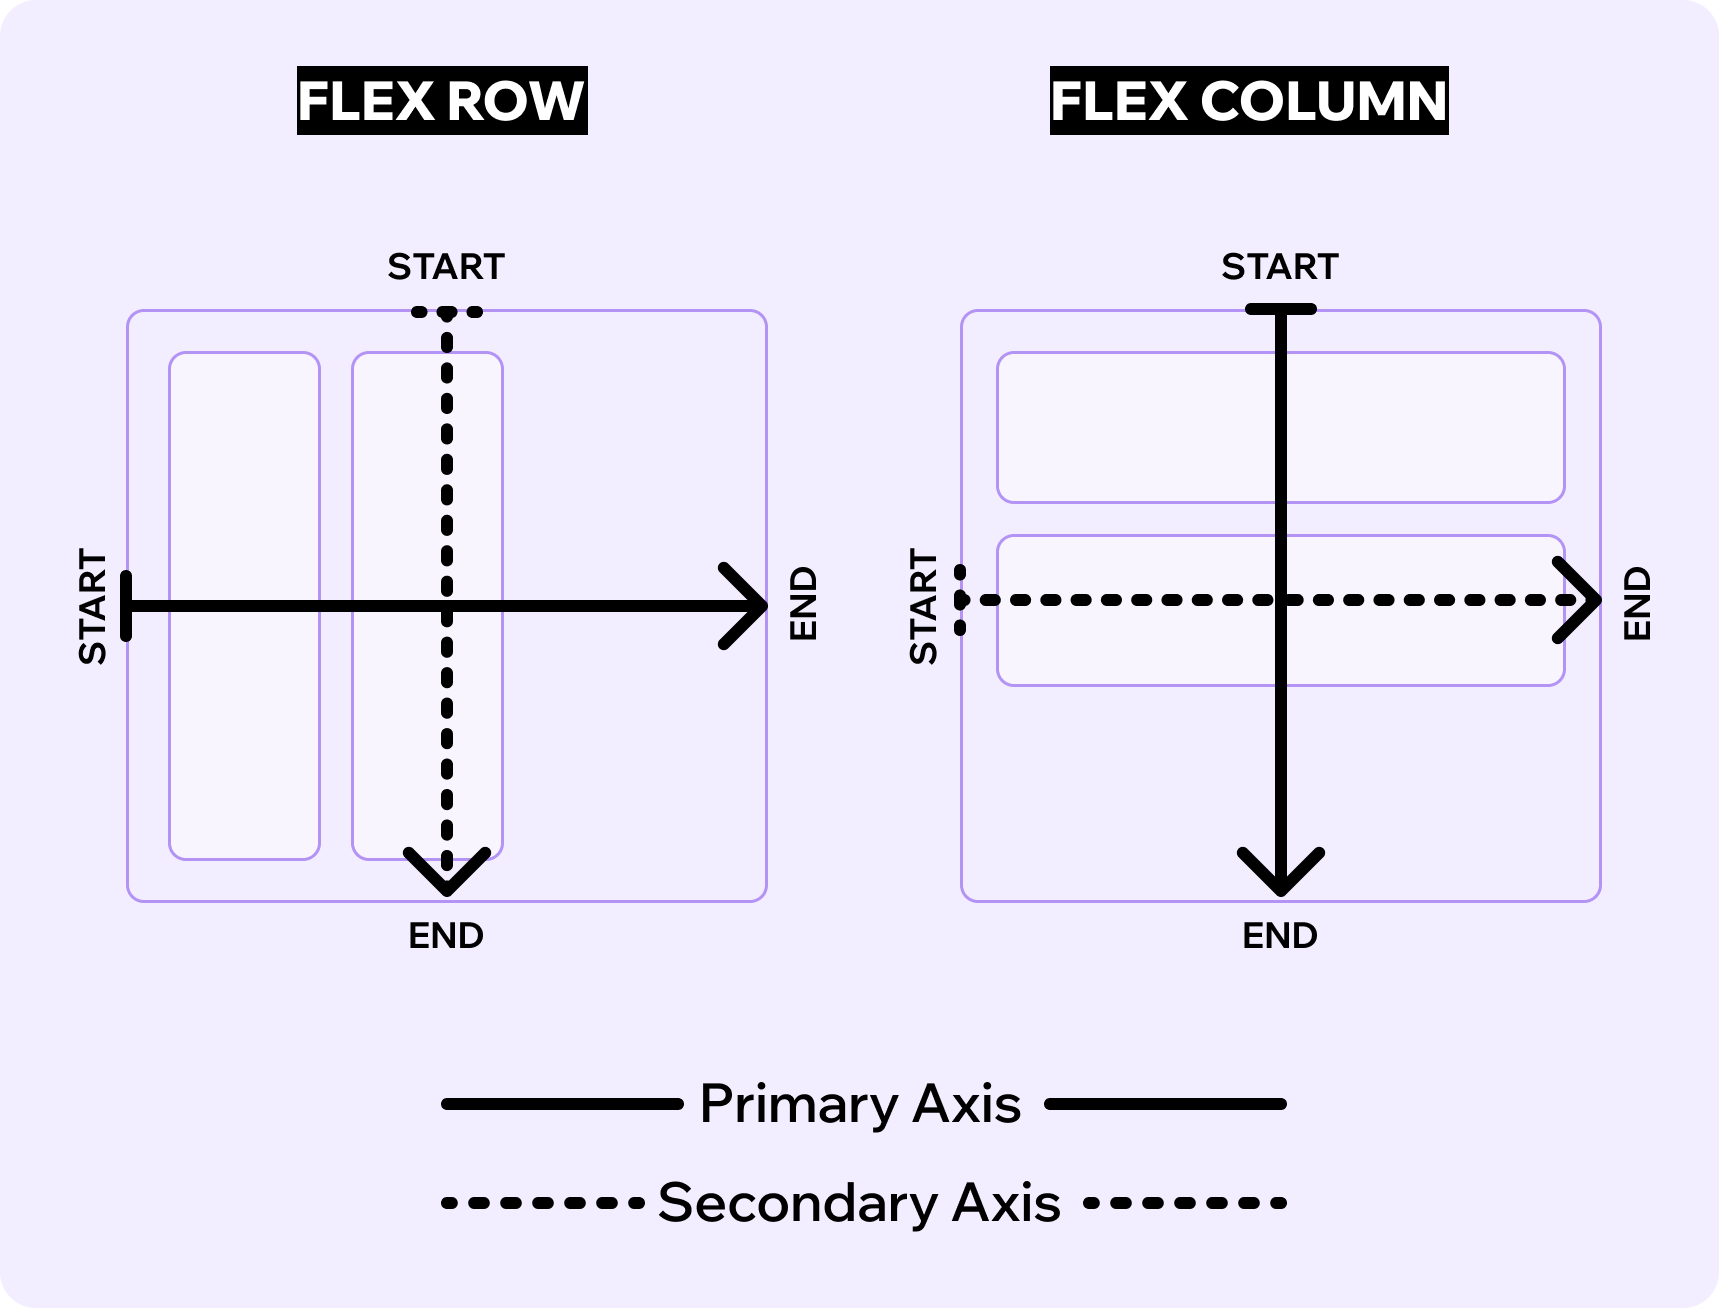 FLEX ROW
FLEX COLUMN
START
START
START
END
START
END
END
END
Primary Axis
Secondary Axis